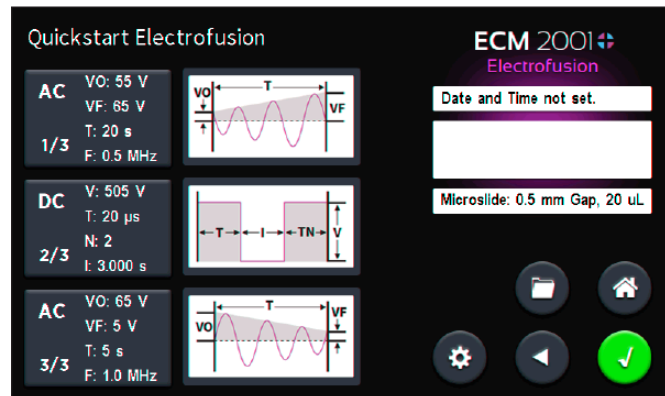 Quickstart Electrofusion
AC
1/3
VO: 55 V
VF: 65 V
T: 20 s
F: 0.5 MHz
VO
T
VF
DC
2/3
V: 505 V
T: 20 µs
N: 2
I: 3.000 s
T
I
TN
V
AC
3/3
VO: 65 V
VF: 5 V
T: 5 s
F: 1.0 MHz
VO
T
VF
ECM 2001
Electrofusion
Date and Time not set.
Microslide: 0.5 mm Gap, 20 uL